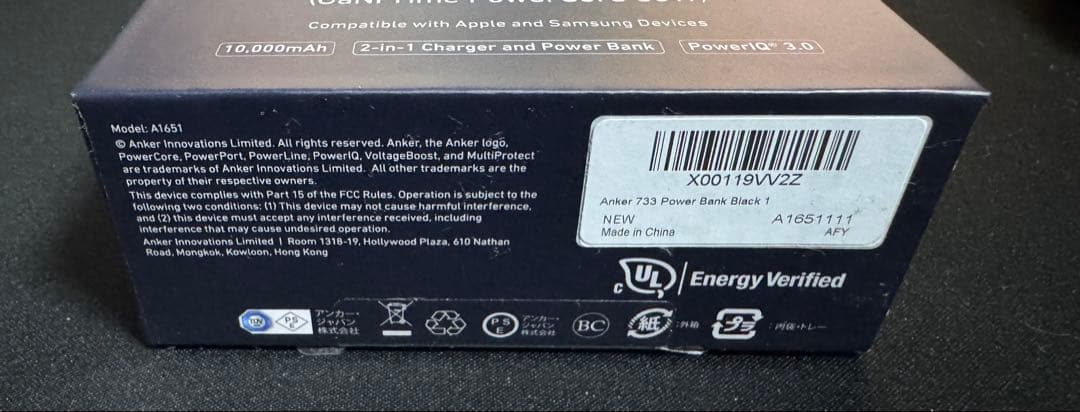 Compatible with Apple and Samsung Devices
10,000mAh 2-in-1 Charger and Power Bank PowerIQ® 3.0
Model: A1651
© Anker Innovations Limited. All rights reserved. Anker, the Anker logo,
PowerCore, PowerPort, PowerLine, PowerIQ, VoltageBoost, and MultiProtect
are trademarks of Anker Innovations Limited. All other trademarks are the
property of their respective owners.
This device complies with Part 15 of the FCC Rules. Operation is subject to the
following two conditions: (1) This device may not cause harmful interference,
and (2) this device must accept any interference received, including
interference that may cause undesired operation.
Anker Innovations Limited | Room 1318-19, Hollywood Plaza, 610 Nathan
Road, Mongkok, Kowloon, Hong Kong
X00119VV2Z
Anker 733 Power Bank Black 1
NEW A1651111
Made in China AFY
c UL Energy Verified
TÜV PSE アンカー・
ジャパン
株式会社
PSE アンカー・
ジャパン
株式会社
BC
紙 :外箱
プラ :内袋・トレー